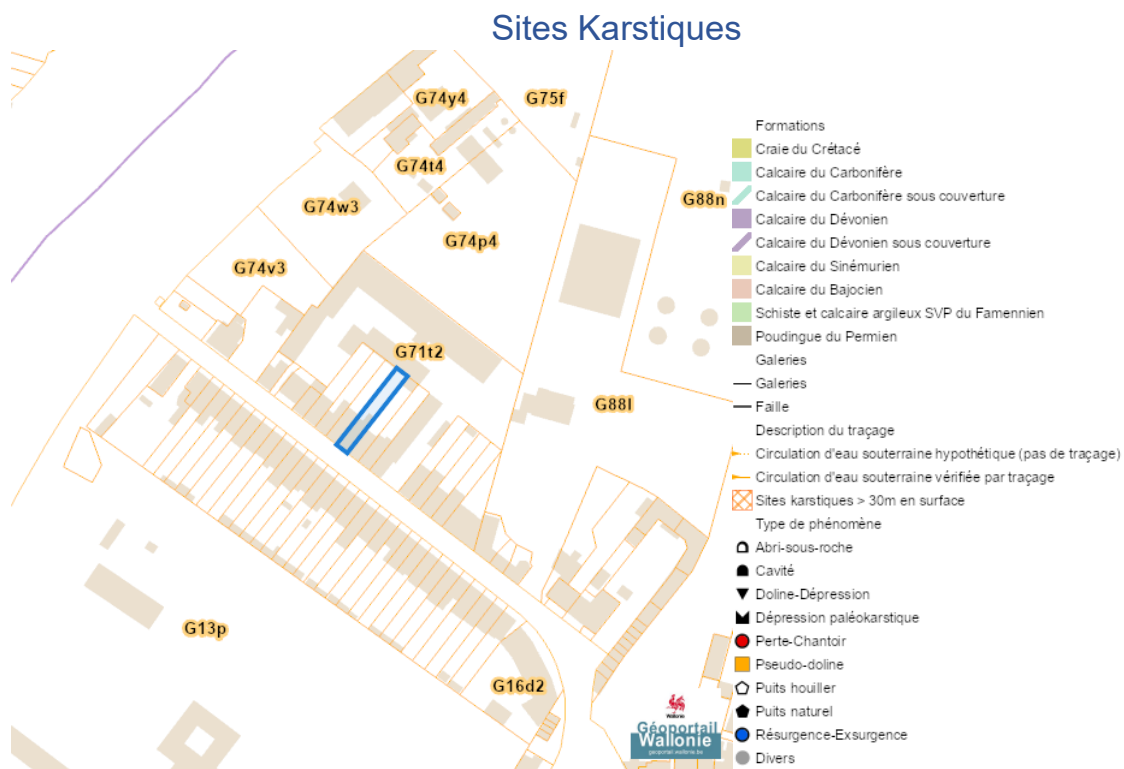 Sites Karstiques
G74y4
G75f
G74t4
G88n
G74w3
G74p4
G74v3
G71t2
G88l
G13p
G16d2
Formations
Craie du Crétacé
Calcaire du Carbonifère
Calcaire du Carbonifère sous couverture
Calcaire du Dévonien
Calcaire du Dévonien sous couverture
Calcaire du Sinémurien
Calcaire du Bajocien
Schiste et calcaire argileux SVP du Famennien
Poudingue du Permien
Galeries
Galeries
Faille
Description du traçage
Circulation d'eau souterraine hypothétique (pas de traçage)
Circulation d'eau souterraine vérifiée par traçage
Sites karstiques > 30m en surface
Type de phénomène
Abri-sous-roche
Cavité
Doline-Dépression
Dépression paléokarstique
Perte-Chantoir
Pseudo-doline
Puits houiller
Puits naturel
Résurgence-Exsurgence
Divers
Wallonie
Géoportail
Wallonie
geoportail.wallonie.be